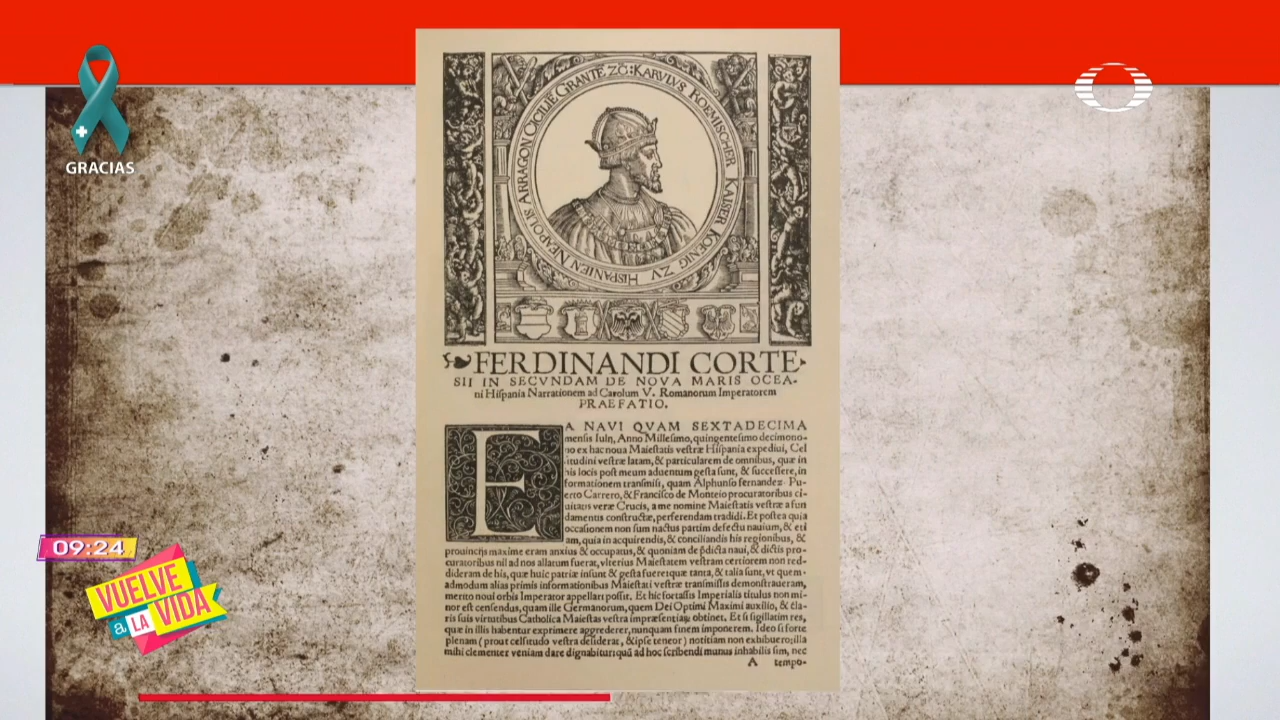 GRACIAS
NEAPOLIS ARRAGON CICILIE GRANTE ZC: KARVLVS ROEMISCHER KAISER KOENIG ZV HISPANIEN
FERDINANDI CORTE
SII IN SECVNDAM DE NOVA MARIS OCEA-
ni Hispania Narrationem ad Carolum V. Romanorum Imperatorem
PRAEFATIO.
EA NAVI QVAM SEXTADECIMA
mensis Iulij, Anno Millesimo, quingentesimo decimono-
no ex hac noua Maiestatis vestræ Hispania expediui, Cel
situdini vestræ latam, & particularem de omnibus, quæ in
his locis post meum aduentum gesta sunt, & successere, in
formationem transmisi, quam Alphunso fernandez Pu-
erto Carrero, & Francisco de Monteio procuratoribus ci-
uitatis veræ Crucis, a me nomine Maiestatis vestræ a fun
damentis constructæ, perferendam tradidi. Et postea quia
occasionem non sum nactus partim defectu nauium, & eti
am, quia in acquirendis, & conciliandis his regionibus, &
prouincijs maxime eram anxius & occupatus, & quoniam de p̃dicta naui, & dictis pro-
curatoribus nil ad nos allatum fuerat, vlterius Maiestatem vestram certiorem non red-
dideram de his, quæ huic patriæ insunt & gesta fuere: quæ tanta, & talia sunt, vt quem-
admodum alias primis informationibus Maiestati vestræ transmissis demonstraueram,
merito noui orbis Imperator appellari possit. Et hic fortassis Imperialis titulus non mi-
nor est censendus, quam ille Germanorum, quem Dei Optimi Maximi auxilio, & cla-
ris suis virtutibus Catholica Maiestas vestra impræsentiaꝝ obtinet. Et si sigillatim res,
quæ in illis habentur exprimere aggrederer, nunquam finem imponerem. Ideo si forte
plenam (prout celsitudo vestra desiderat, & ipse teneor) notitiam non exhibuero; illa
mihi clementer veniam dare dignabitur: quã ad hoc scribendi munus inhabilis sim, nec
A tempo-
09:24
VUELVE
a LA VIDA